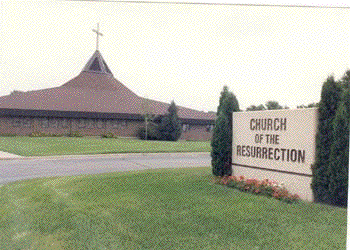 CHURCH
OF THE
RESURRECTION